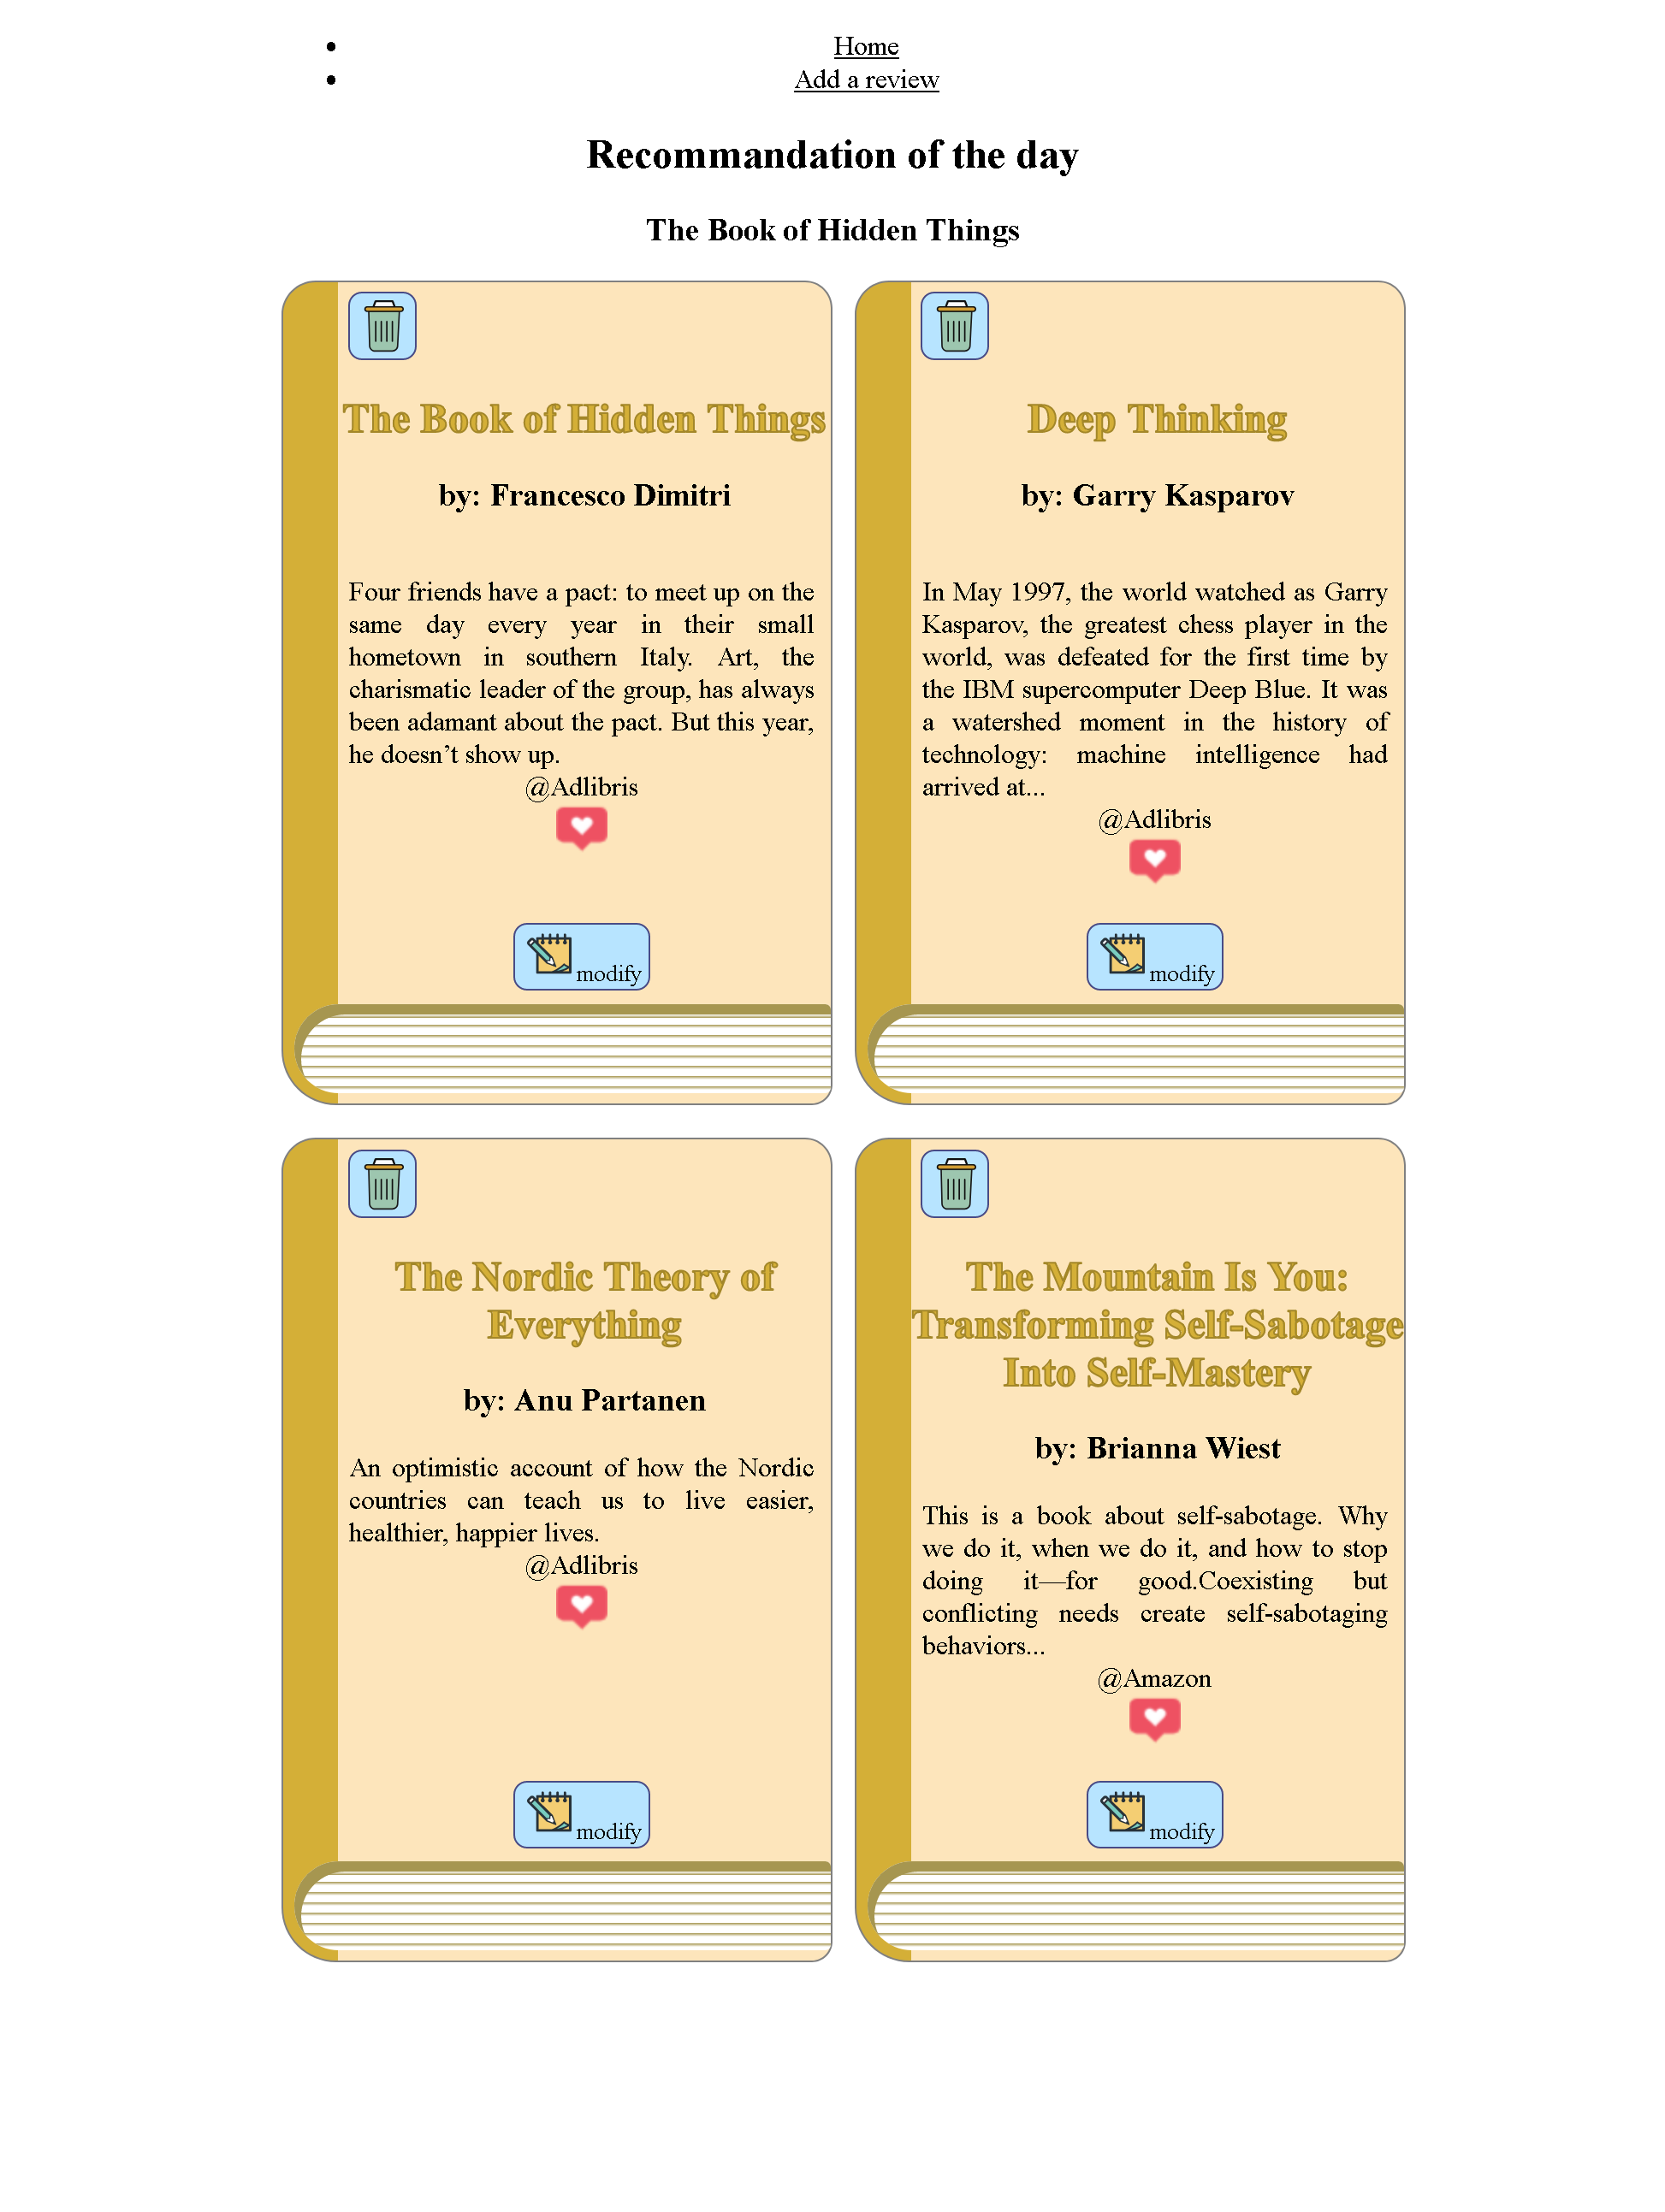 Home
Add a review
Recommandation of the day
The Book of Hidden Things
The Book of Hidden Things
by: Francesco Dimitri
Four friends have a pact: to meet up on the
same day every year in their small
hometown in southern Italy. Art, the
charismatic leader of the group, has always
been adamant about the pact. But this year,
he doesn’t show up.
@Adlibris
modify
Deep Thinking
by: Garry Kasparov
In May 1997, the world watched as Garry
Kasparov, the greatest chess player in the
world, was defeated for the first time by
the IBM supercomputer Deep Blue. It was
a watershed moment in the history of
technology: machine intelligence had
arrived at...
@Adlibris
modify
The Nordic Theory of
Everything
by: Anu Partanen
An optimistic account of how the Nordic
countries can teach us to live easier,
healthier, happier lives.
@Adlibris
modify
The Mountain Is You:
Transforming Self-Sabotage
Into Self-Mastery
by: Brianna Wiest
This is a book about self-sabotage. Why
we do it, when we do it, and how to stop
doing it—for good.Coexisting but
conflicting needs create self-sabotaging
behaviors...
@Amazon
modify